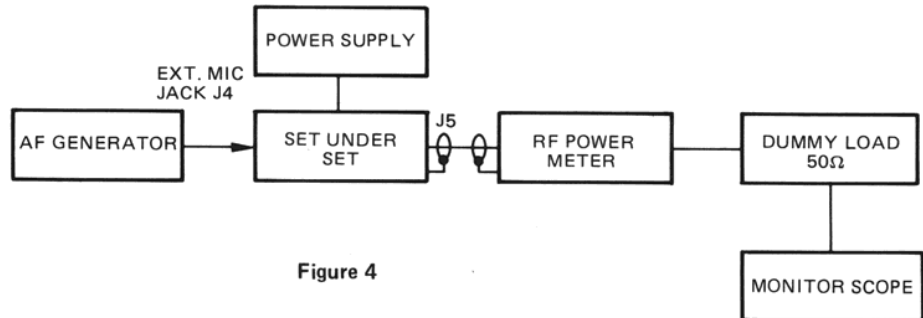 POWER SUPPLY
EXT. MIC
JACK J4
AF GENERATOR
SET UNDER
SET
J5
RF POWER
METER
DUMMY LOAD
50Ω
Figure 4
MONITOR SCOPE